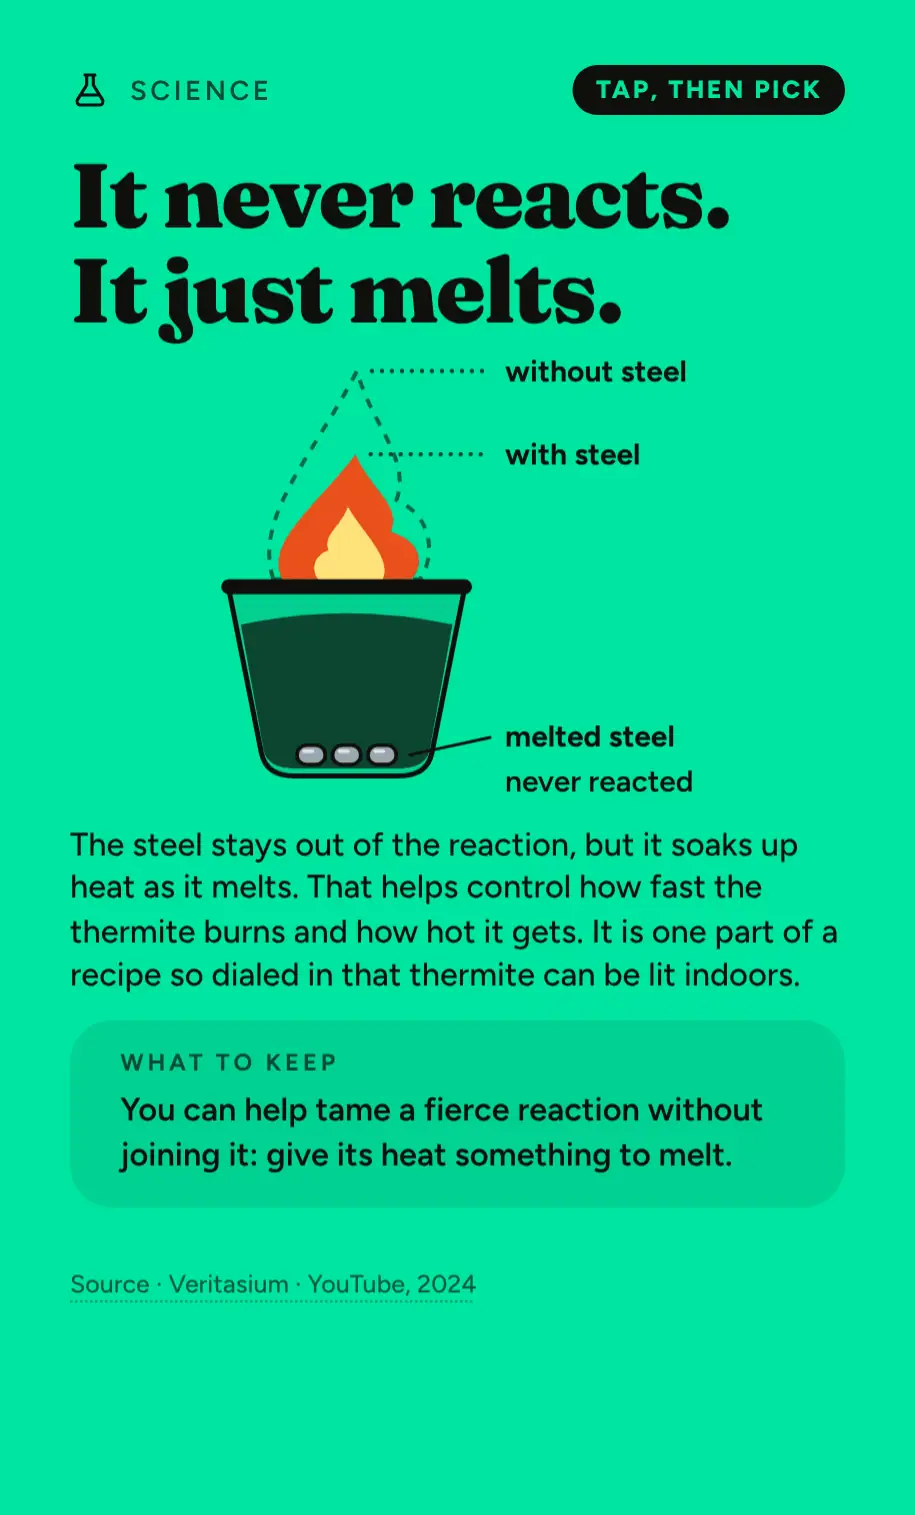 SCIENCE
TAP, THEN PICK
It never reacts.
It just melts.
without steel
with steel
melted steel
never reacted
The steel stays out of the reaction, but it soaks up
heat as it melts. That helps control how fast the
thermite burns and how hot it gets. It is one part of a
recipe so dialed in that thermite can be lit indoors.
WHAT TO KEEP
You can help tame a fierce reaction without
joining it: give its heat something to melt.
Source · Veritasium · YouTube, 2024